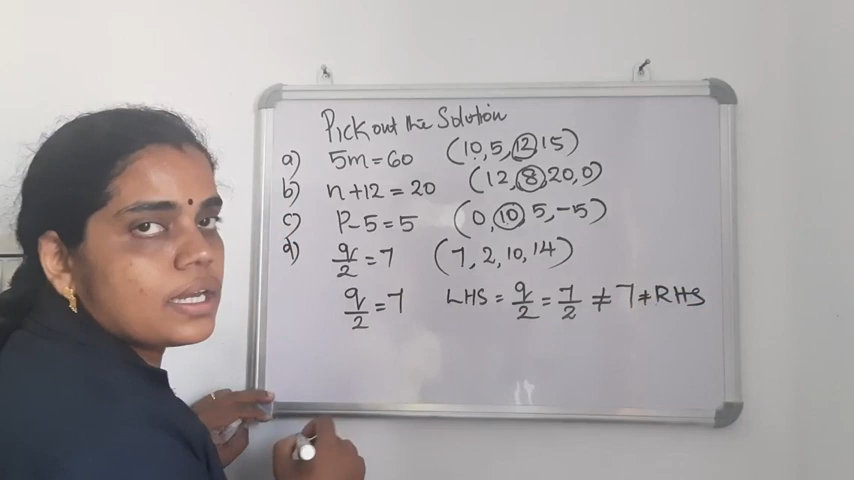 Pick out the Solution
a) 5m = 60 (10, 5, 12, 15)
b) n + 12 = 20 (12, 8, 20, 0)
c) P - 5 = 5 (0, 10, 5, -5)
d) q/2 = 7 (7, 2, 10, 14)
q/2 = 7 LHS = q/2 = 7/2 ≠ 7 ≠ RHS